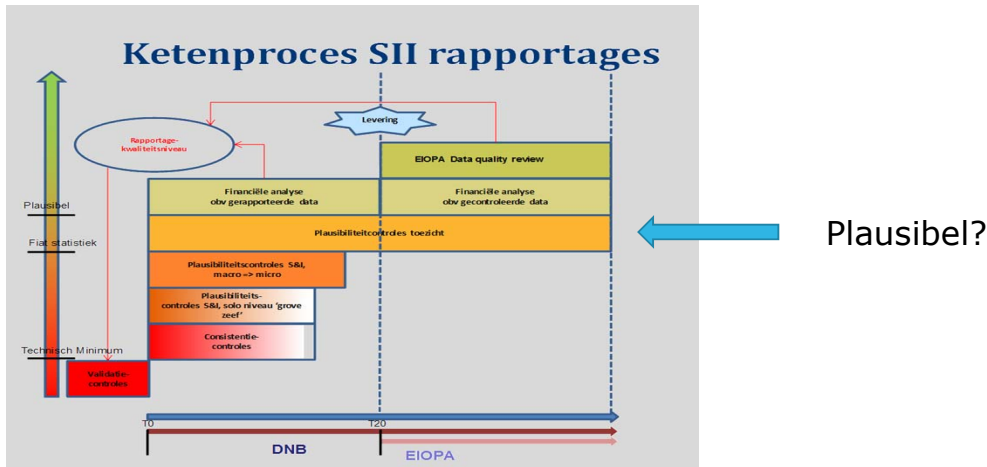 Ketenproces SII rapportages
Levering
Rapportage-
kwaliteitsniveau
EIOPA Data quality review
Financiële analyse
obv gerapporteerde data
Financiële analyse
obv gecontroleerde data
Plausibel
Plausibiliteitcontroles toezicht
Plausibel?
Fiat statistiek
Plausibiliteitscontroles S&I,
macro => micro
Plausibiliteits-
controles S&I, solo niveau ‘grove
zeef’
Consistentie-
controles
Technisch Minimum
Validatie-
controles
T0
T20
DNB
EIOPA